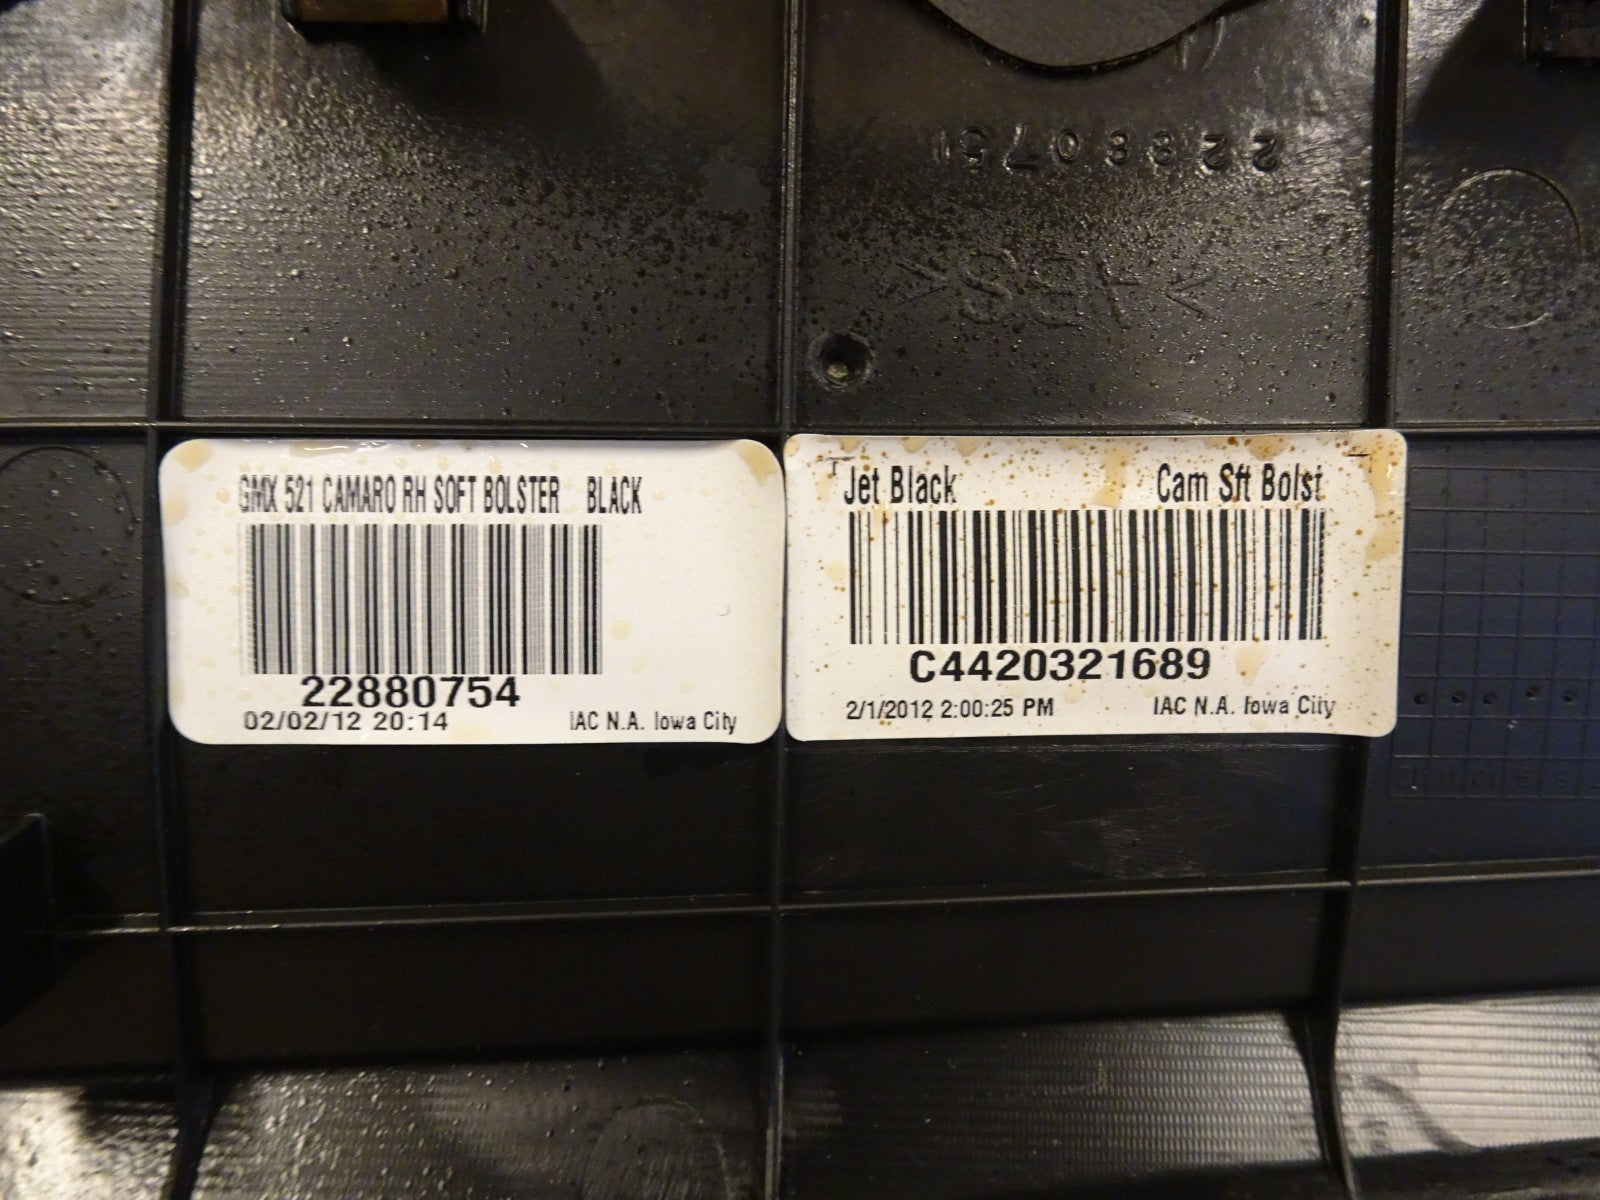 22880751
>ABS<
GMX 521 CAMARO RH SOFT BOLSTER BLACK
22880754
02/02/12 20:14 IAC N.A. Iowa City
Jet Black Cam Sft Bolst
C4420321689
2/1/2012 2:00:25 PM IAC N.A. Iowa City